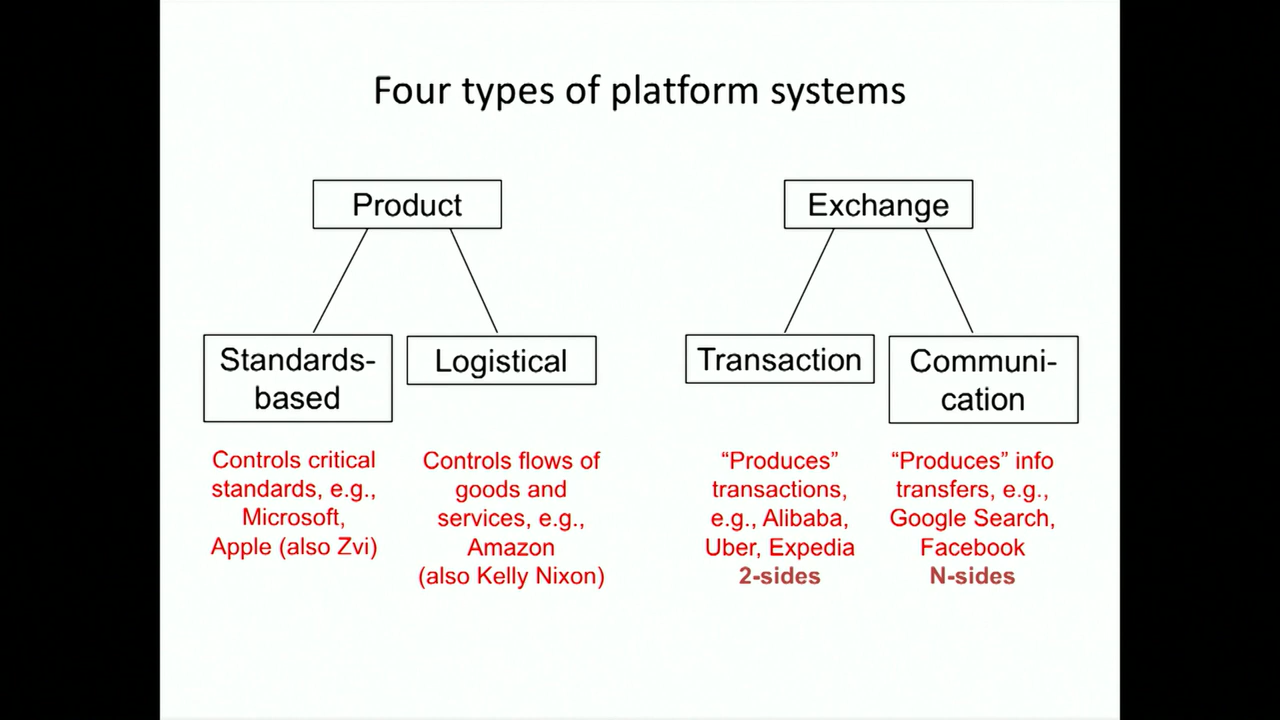 Four types of platform systems
Product
Exchange
Standards-
based
Logistical
Transaction
Communi-
cation
Controls critical
standards, e.g.,
Microsoft,
Apple (also Zvi)
Controls flows of
goods and
services, e.g.,
Amazon
(also Kelly Nixon)
“Produces”
transactions,
e.g., Alibaba,
Uber, Expedia
2-sides
“Produces” info
transfers, e.g.,
Google Search,
Facebook
N-sides